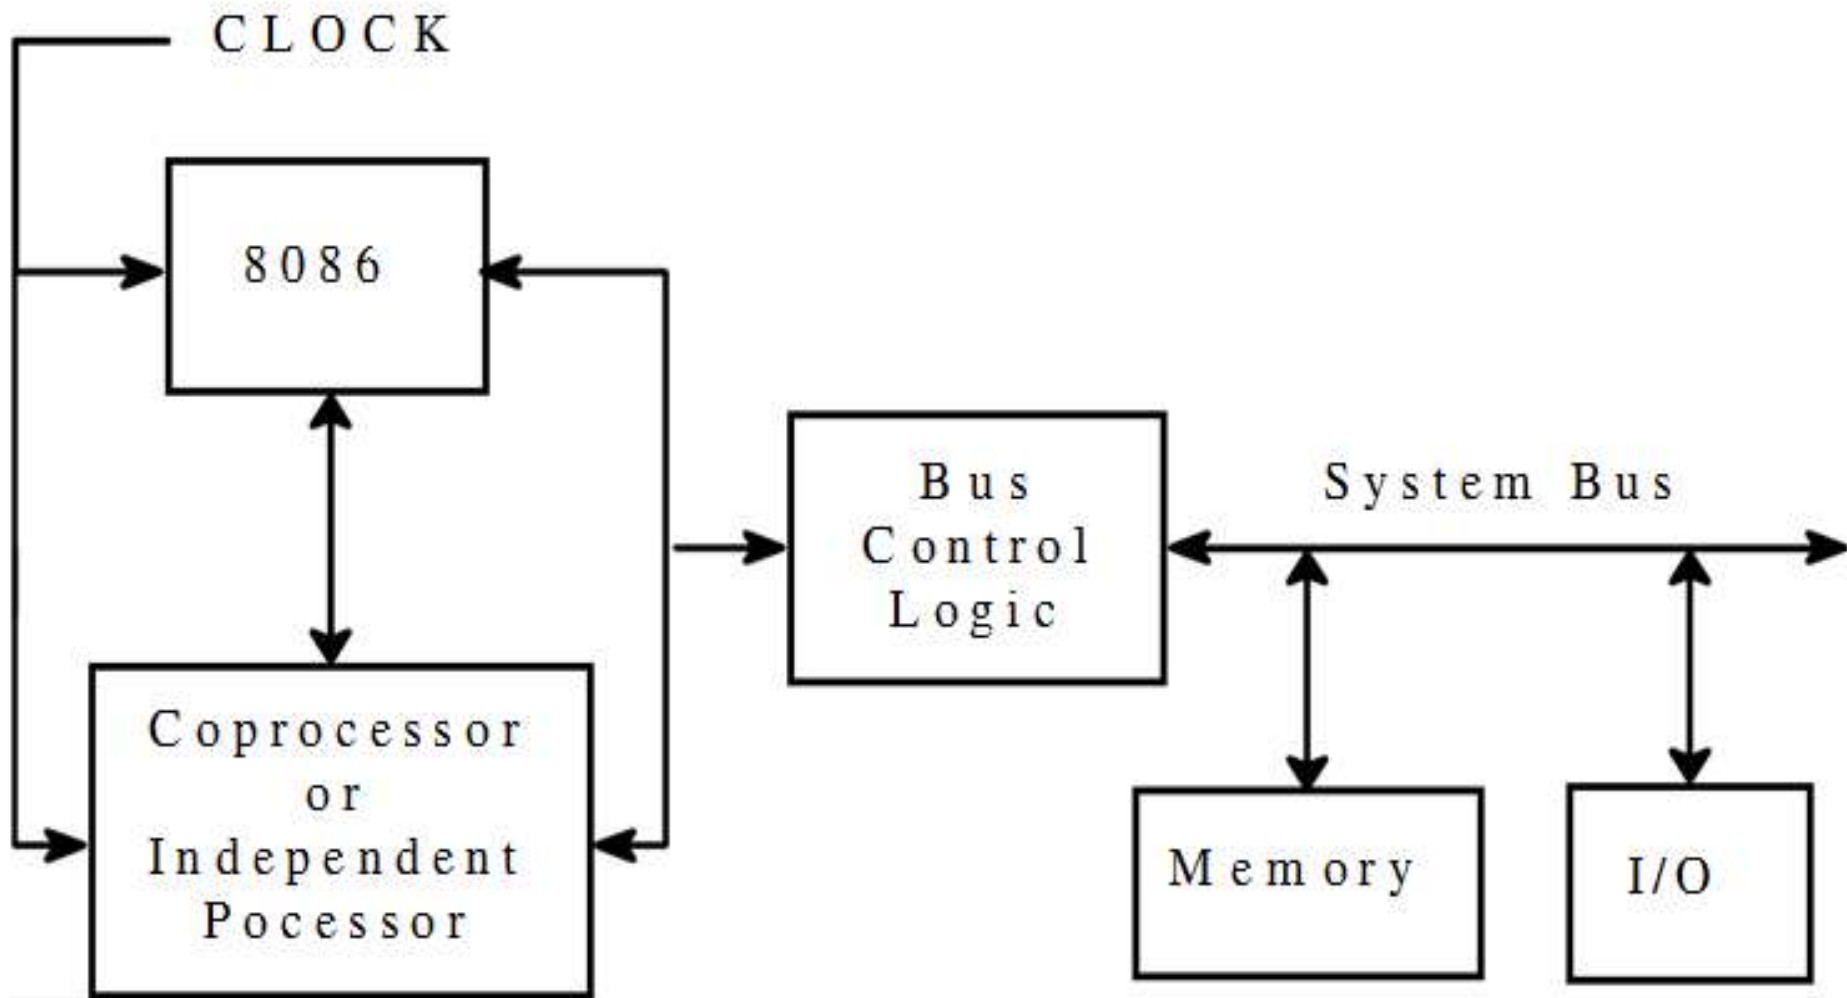 CLOCK
8086
Bus
Control
Logic
System Bus
Coprocessor
or
Independent
Pocessor
Memory
I/O